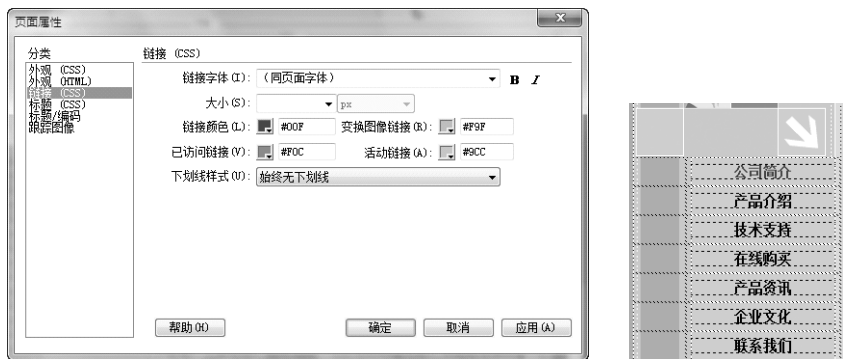 页面属性
分类
外观 (CSS)
外观 (HTML)
链接 (CSS)
标题 (CSS)
标题/编码
跟踪图像
链接 (CSS)
链接字体(I): (同页面字体) B I
大小(S): px
链接颜色(L): #00F 变换图像链接(R): #F9F
已访问链接(V): #F0C 活动链接(A): #9CC
下划线样式(U): 始终无下划线
帮助(H) 确定 取消 应用(A)
公司简介
产品介绍
技术支持
在线购买
产品资讯
企业文化
联系我们